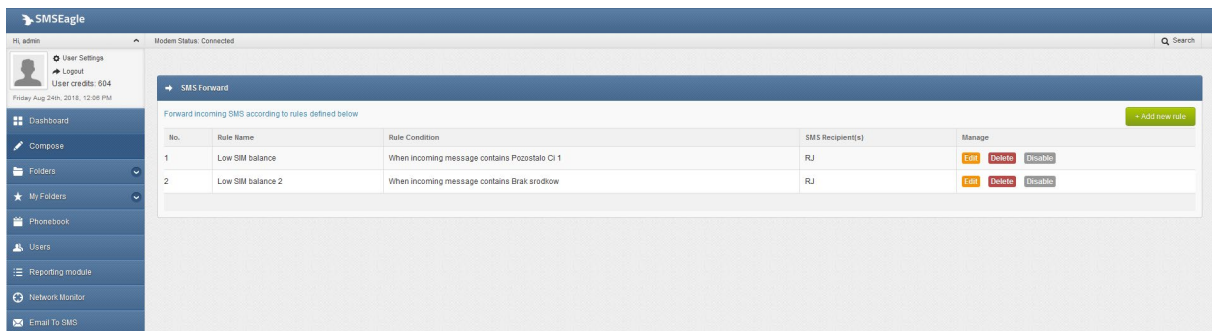 SMSEagle
Hi, admin
Modem Status: Connected
Search
User Settings
Logout
User credits: 604
Friday Aug 24th, 2018, 12:06 PM
Dashboard
Compose
Folders
My Folders
Phonebook
Users
Reporting module
Network Monitor
Email To SMS
SMS Forward
Forward incoming SMS according to rules defined below
+ Add new rule
No. Rule Name Rule Condition SMS Recipient(s) Manage
1 Low SIM balance When incoming message contains Pozostalo Ci 1 RJ Edit Delete Disable
2 Low SIM balance 2 When incoming message contains Brak srodkow RJ Edit Delete Disable